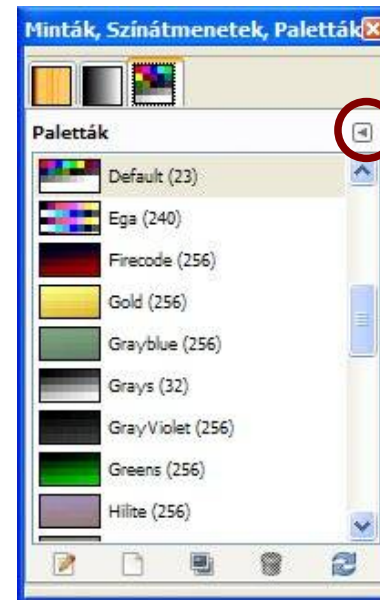 Minták, Színátmenetek, Paletták
Paletták
Default (23)
Ega (240)
Firecode (256)
Gold (256)
Grayblue (256)
Grays (32)
GrayViolet (256)
Greens (256)
Hilite (256)